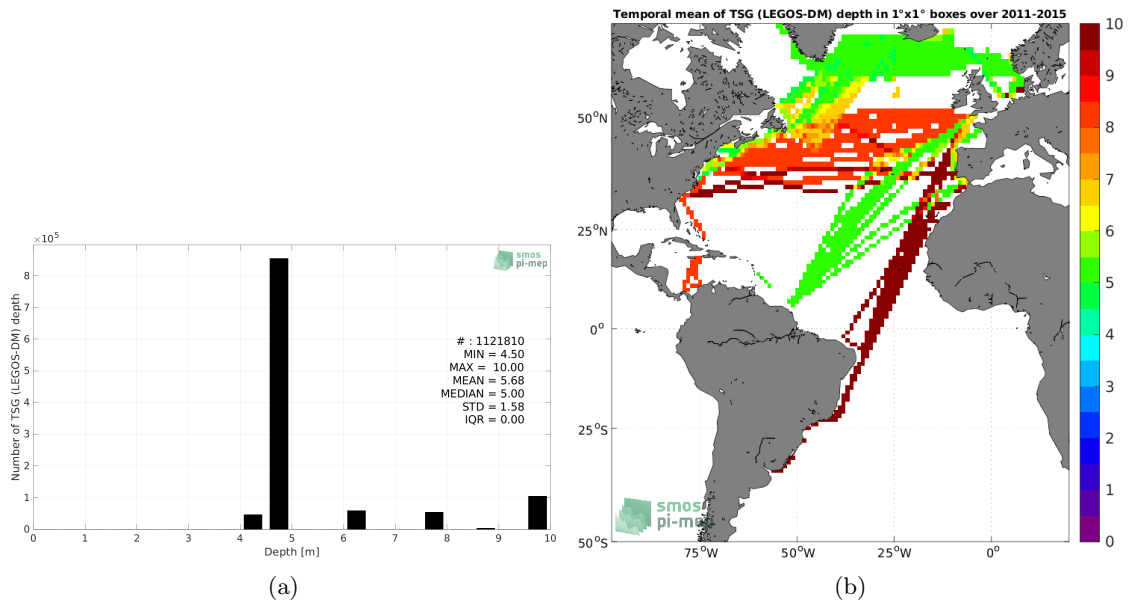 Temporal mean of TSG (LEGOS-DM) depth in 1°x1° boxes over 2011-2015
×10⁵
8
7
6
5
4
3
2
1
0
Number of TSG (LEGOS-DM) depth
smos
pi-mep
# : 1121810
MIN = 4.50
MAX = 10.00
MEAN = 5.68
MEDIAN = 5.00
STD = 1.58
IQR = 0.00
0 1 2 3 4 5 6 7 8 9 10
Depth [m]
(a)
50°N
25°N
0°
25°S
50°S
75°W 50°W 25°W 0°
smos
pi-mep
10
9
8
7
6
5
4
3
2
1
0
(b)